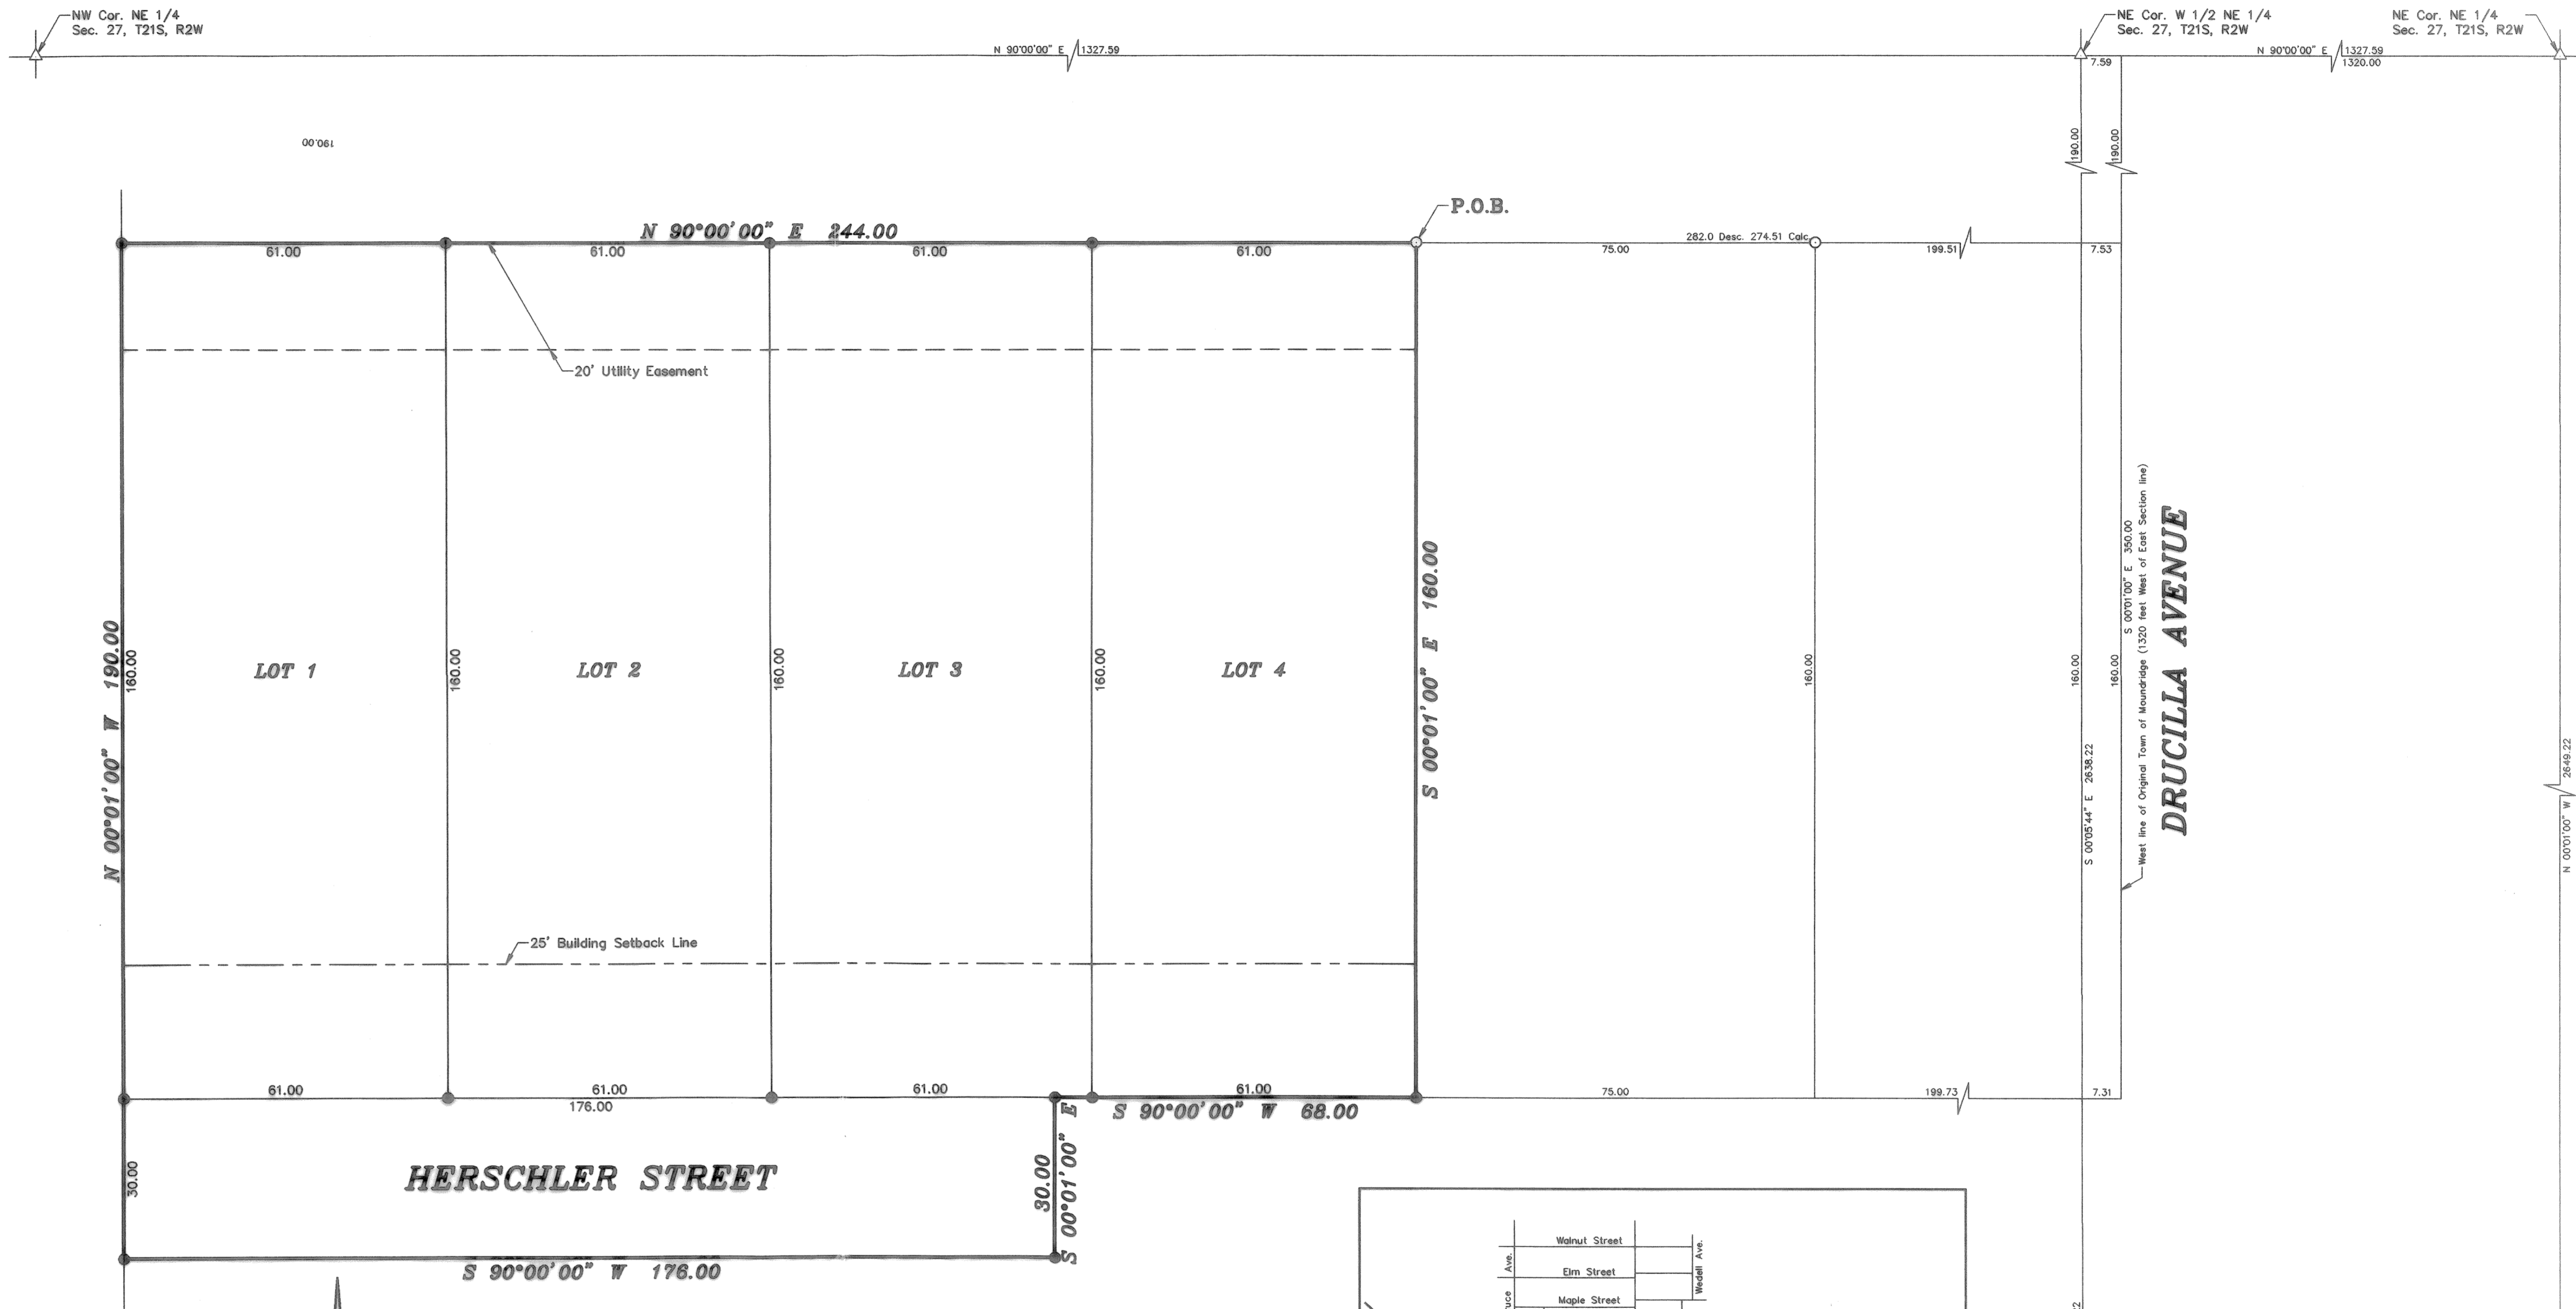 NW Cor. NE 1/4
Sec. 27, T21S, R2W
N 90°00'00" E 1327.59
NE Cor. W 1/2 NE 1/4
Sec. 27, T21S, R2W
NE Cor. NE 1/4
Sec. 27, T21S, R2W
N 90°00'00" E 1327.59
7.59
1320.00
190.00
190.00
190.00
P.O.B.
N 90°00'00" E 244.00
61.00
61.00
61.00
61.00
75.00
282.0 Desc. 274.51 Calc.
199.51
7.53
20' Utility Easement
N 00°01'00" W 190.00
160.00
LOT 1
160.00
LOT 2
160.00
LOT 3
160.00
LOT 4
S 00°01'00" E 160.00
160.00
160.00
160.00
S 00°05'44" E 2638.22
S 00°01'00" E 350.00
West line of Original Town of Moundridge (1320 feet West of East Section line)
DRUCILLA AVENUE
N 00°01'00" W 2649.22
25' Building Setback Line
61.00
61.00
61.00
61.00
176.00
S 90°00'00" W 68.00
75.00
199.73
7.31
30.00
HERSCHLER STREET
30.00
S 00°01'00" E
S 90°00'00" W 176.00
Walnut Street
Ave.
Elm Street
Wedell Ave.
Maple Street